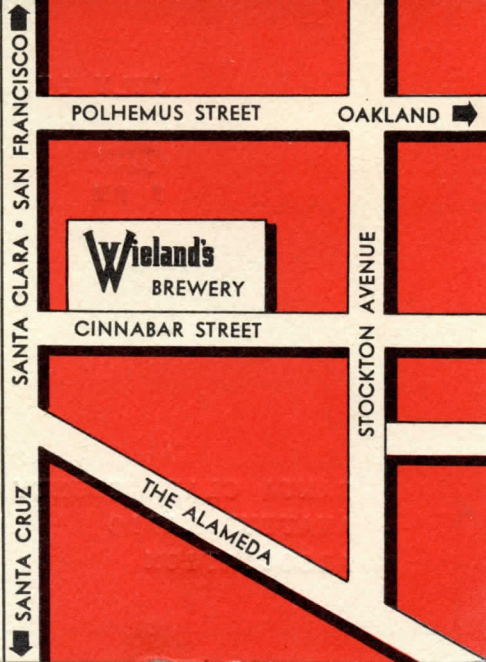 SANTA CLARA • SAN FRANCISCO
POLHEMUS STREET
OAKLAND
Wieland's
BREWERY
CINNABAR STREET
STOCKTON AVENUE
THE ALAMEDA
SANTA CRUZ